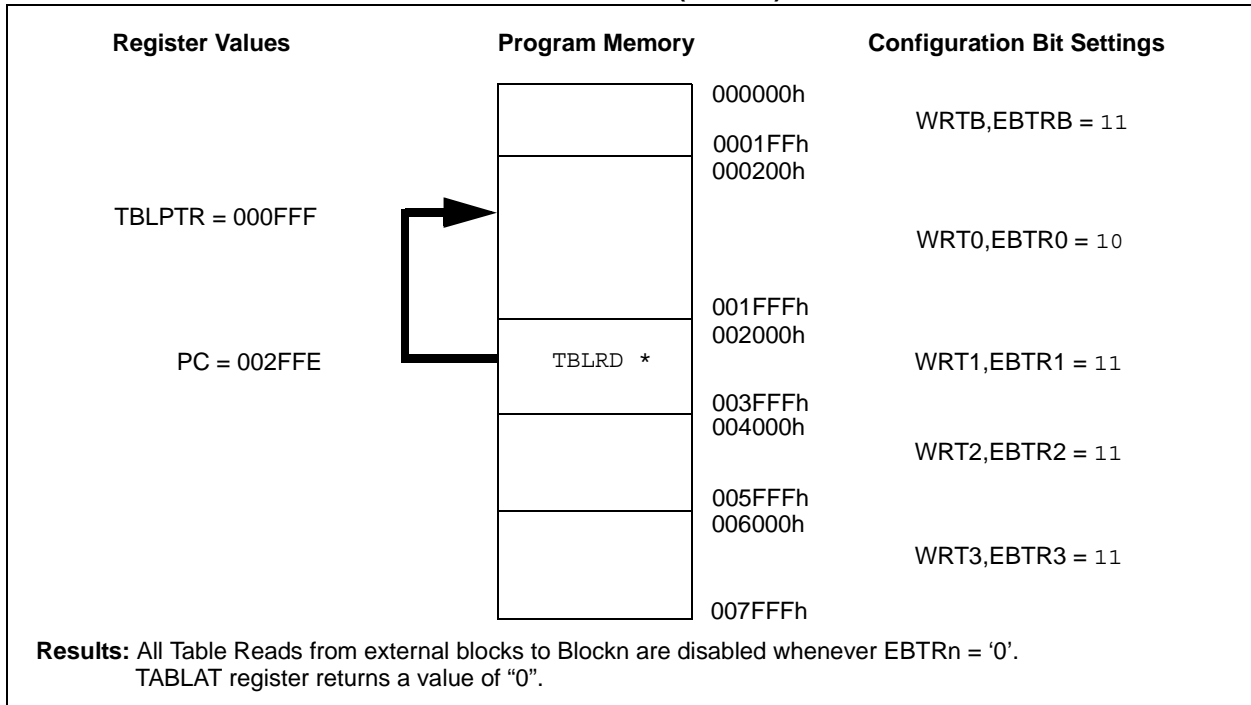 Register Values Program Memory Configuration Bit Settings
000000h
WRTB,EBTRB = 11
0001FFh
000200h
TBLPTR = 000FFF
WRT0,EBTR0 = 10
001FFFh
002000h
PC = 002FFE TBLRD * WRT1,EBTR1 = 11
003FFFh
004000h
WRT2,EBTR2 = 11
005FFFh
006000h
WRT3,EBTR3 = 11
007FFFh
Results: All Table Reads from external blocks to Blockn are disabled whenever EBTRn = ‘0’.
TABLAT register returns a value of “0”.